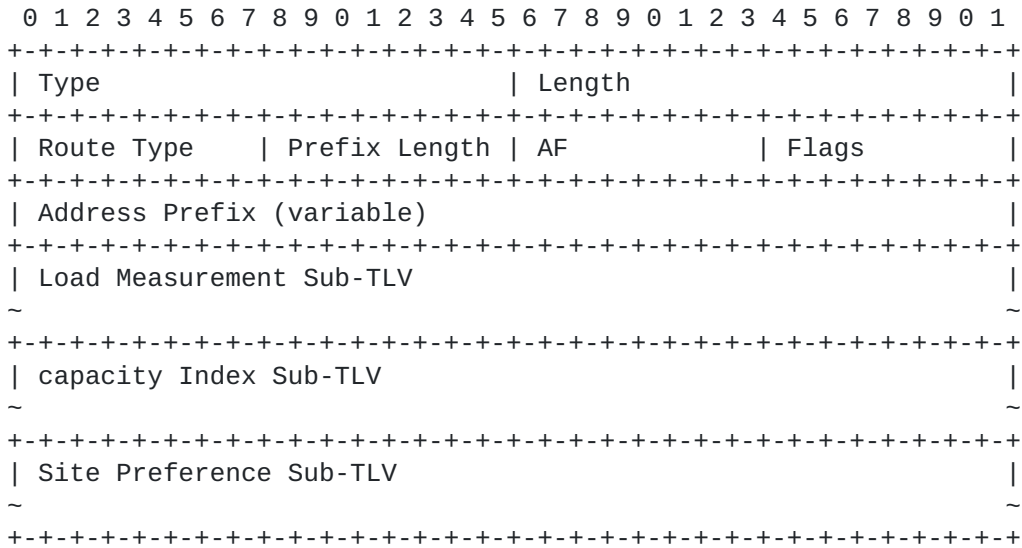 0 1 2 3 4 5 6 7 8 9 0 1 2 3 4 5 6 7 8 9 0 1 2 3 4 5 6 7 8 9 0 1
+-+-+-+-+-+-+-+-+-+-+-+-+-+-+-+-+-+-+-+-+-+-+-+-+-+-+-+-+-+-+-+-+
| Type                          | Length                        |
+-+-+-+-+-+-+-+-+-+-+-+-+-+-+-+-+-+-+-+-+-+-+-+-+-+-+-+-+-+-+-+-+
| Route Type    | Prefix Length | AF            | Flags         |
+-+-+-+-+-+-+-+-+-+-+-+-+-+-+-+-+-+-+-+-+-+-+-+-+-+-+-+-+-+-+-+-+
| Address Prefix (variable)                                     |
+-+-+-+-+-+-+-+-+-+-+-+-+-+-+-+-+-+-+-+-+-+-+-+-+-+-+-+-+-+-+-+-+
| Load Measurement Sub-TLV                                      |
~                                                               ~
+-+-+-+-+-+-+-+-+-+-+-+-+-+-+-+-+-+-+-+-+-+-+-+-+-+-+-+-+-+-+-+-+
| capacity Index Sub-TLV                                        |
~                                                               ~
+-+-+-+-+-+-+-+-+-+-+-+-+-+-+-+-+-+-+-+-+-+-+-+-+-+-+-+-+-+-+-+-+
| Site Preference Sub-TLV                                       |
~                                                               ~
+-+-+-+-+-+-+-+-+-+-+-+-+-+-+-+-+-+-+-+-+-+-+-+-+-+-+-+-+-+-+-+-+